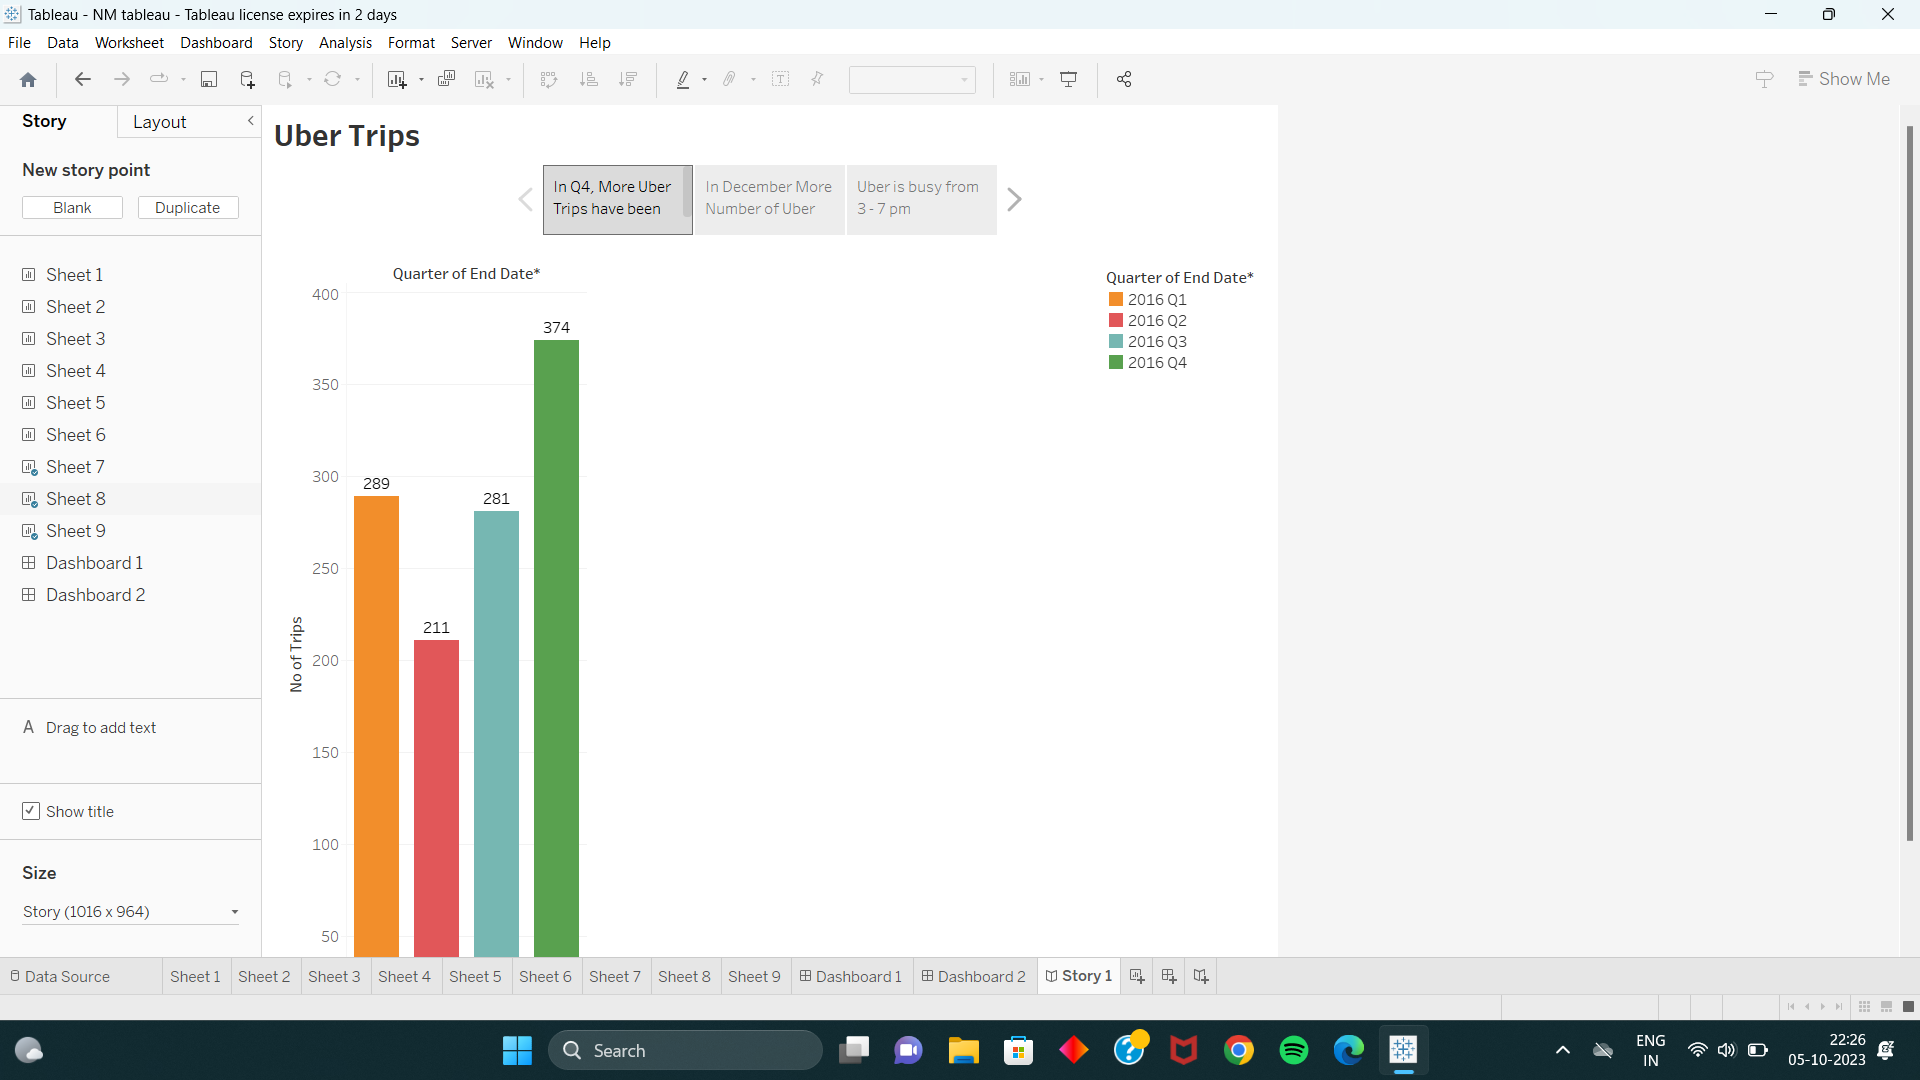 Tableau - NM tableau - Tableau license expires in 2 days
File Data Worksheet Dashboard Story Analysis Format Server Window Help
Show Me
Story Layout
New story point
Blank Duplicate
Sheet 1
Sheet 2
Sheet 3
Sheet 4
Sheet 5
Sheet 6
Sheet 7
Sheet 8
Sheet 9
Dashboard 1
Dashboard 2
A Drag to add text
Show title
Size
Story (1016 x 964)
Uber Trips
In Q4, More Uber
Trips have been
In December More
Number of Uber
Uber is busy from
3 - 7 pm
Quarter of End Date*
400
350
300
250
200
150
100
50
No of Trips
289
211
281
374
Quarter of End Date*
2016 Q1
2016 Q2
2016 Q3
2016 Q4
Data Source Sheet 1 Sheet 2 Sheet 3 Sheet 4 Sheet 5 Sheet 6 Sheet 7 Sheet 8 Sheet 9 Dashboard 1 Dashboard 2 Story 1
Search
ENG
IN
22:26
05-10-2023